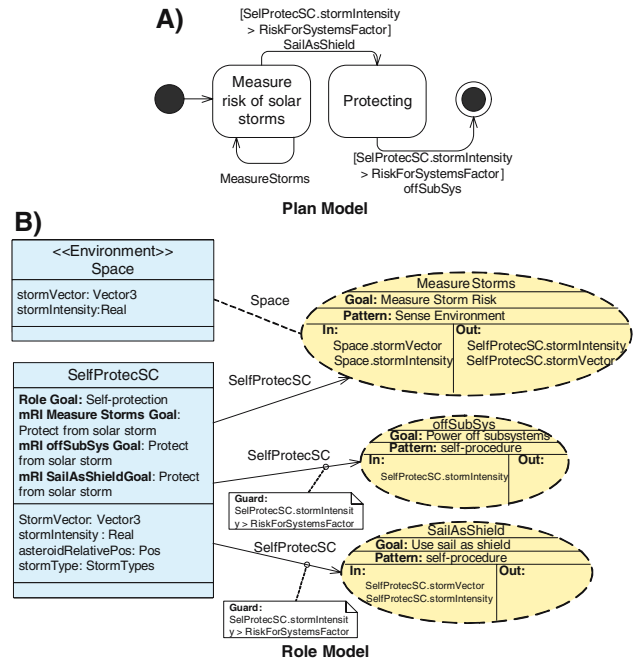 A)
[SelProtecSC.stormIntensity
> RiskForSystemsFactor]
SailAsShield
Measure
risk of solar
storms
Protecting
MeasureStorms
[SelProtecSC.stormIntensity
> RiskForSystemsFactor]
offSubSys
Plan Model
B)
<<Environment>>
Space
stormVector: Vector3
stormIntensity:Real
Space
MeasureStorms
Goal: Measure Storm Risk
Pattern: Sense Environment
In:
Space.stormVector
Space.stormIntensity
Out:
SelfProtecSC.stormIntensity
SelfProtecSC.stormVector
SelfProtecSC
Role Goal: Self-protection
mRI Measure Storms Goal:
Protect from solar storm
mRI offSubSys Goal: Protect
from solar storm
mRI SailAsShieldGoal: Protect
from solar storm
StormVector: Vector3
stormIntensity : Real
asteroidRelativePos: Pos
stormType: StormTypes
SelfProtecSC
SelfProtecSC
Guard:
SelfProtecSC.stormIntensit
y > RiskForSystemsFactor
offSubSys
Goal: Power off subsystems
Pattern: self-procedure
In:
SelfProtecSC.stormIntensity
Out:
SelfProtecSC
Guard:
SelfProtecSC.stormIntensit
y > RiskForSystemsFactor
SailAsShield
Goal: Use sail as shield
Pattern: self-procedure
In:
SelfProtecSC.stormVector
SelfProtecSC.stormIntensity
Out:
Role Model